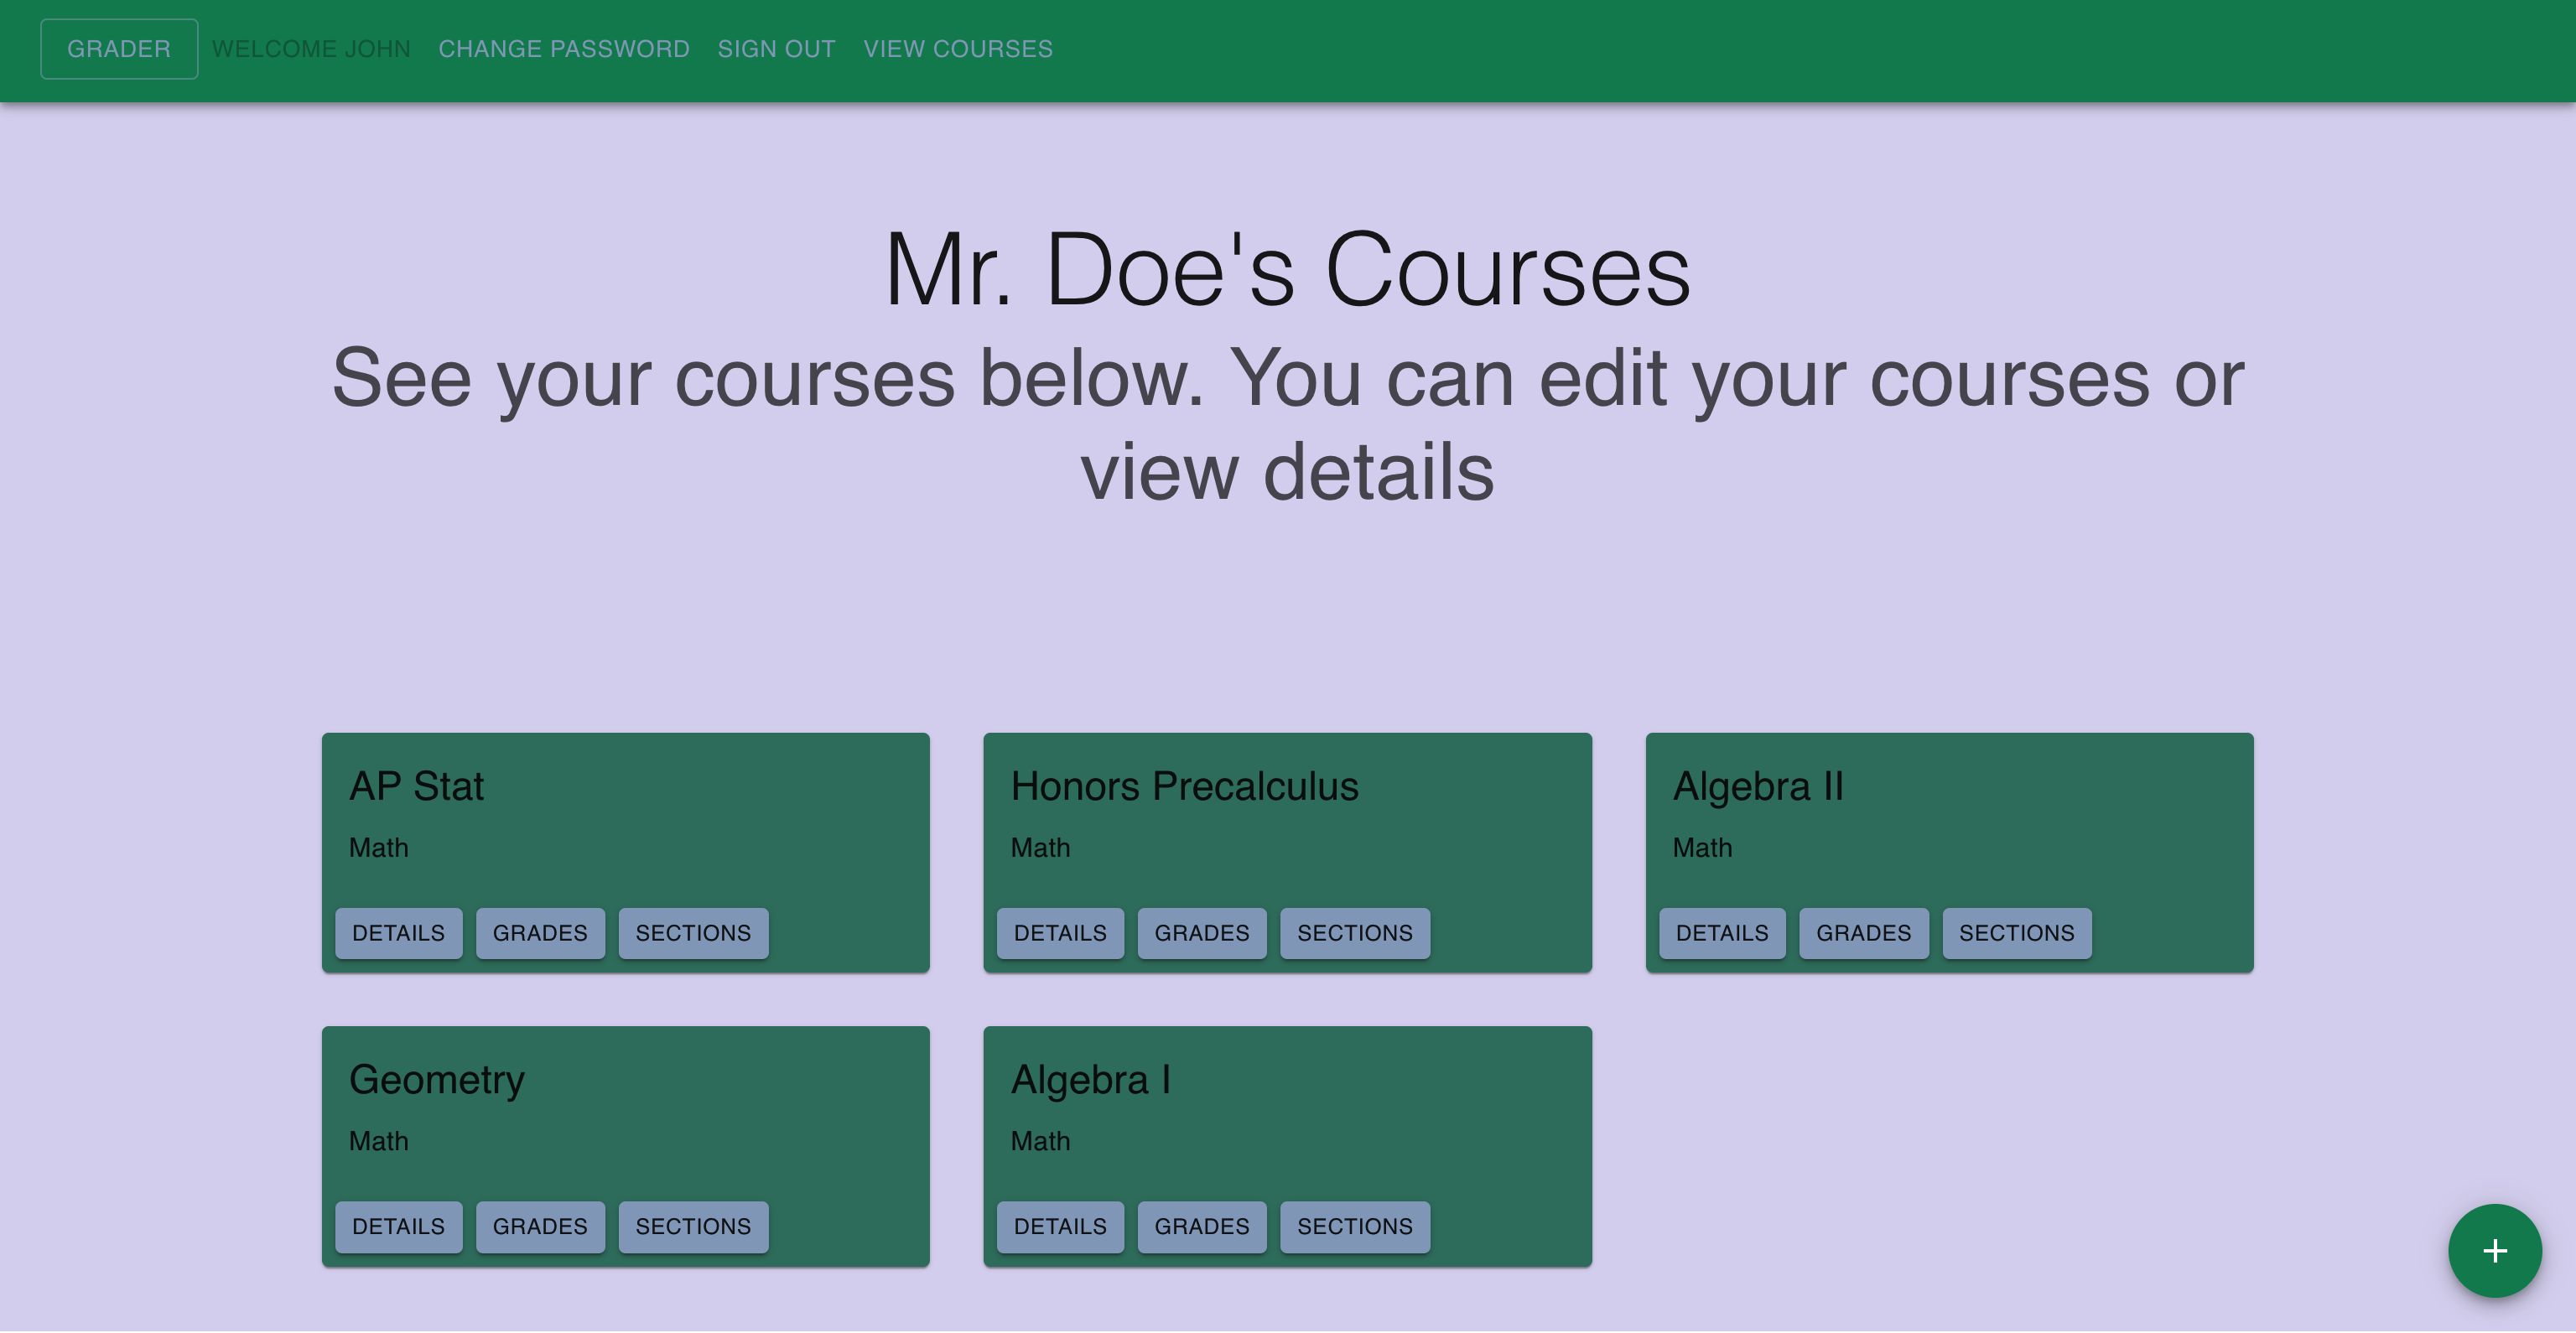 GRADER WELCOME JOHN CHANGE PASSWORD SIGN OUT VIEW COURSES
Mr. Doe's Courses
See your courses below. You can edit your courses or
view details
AP Stat
Math
DETAILS GRADES SECTIONS
Honors Precalculus
Math
DETAILS GRADES SECTIONS
Algebra II
Math
DETAILS GRADES SECTIONS
Geometry
Math
DETAILS GRADES SECTIONS
Algebra I
Math
DETAILS GRADES SECTIONS
+